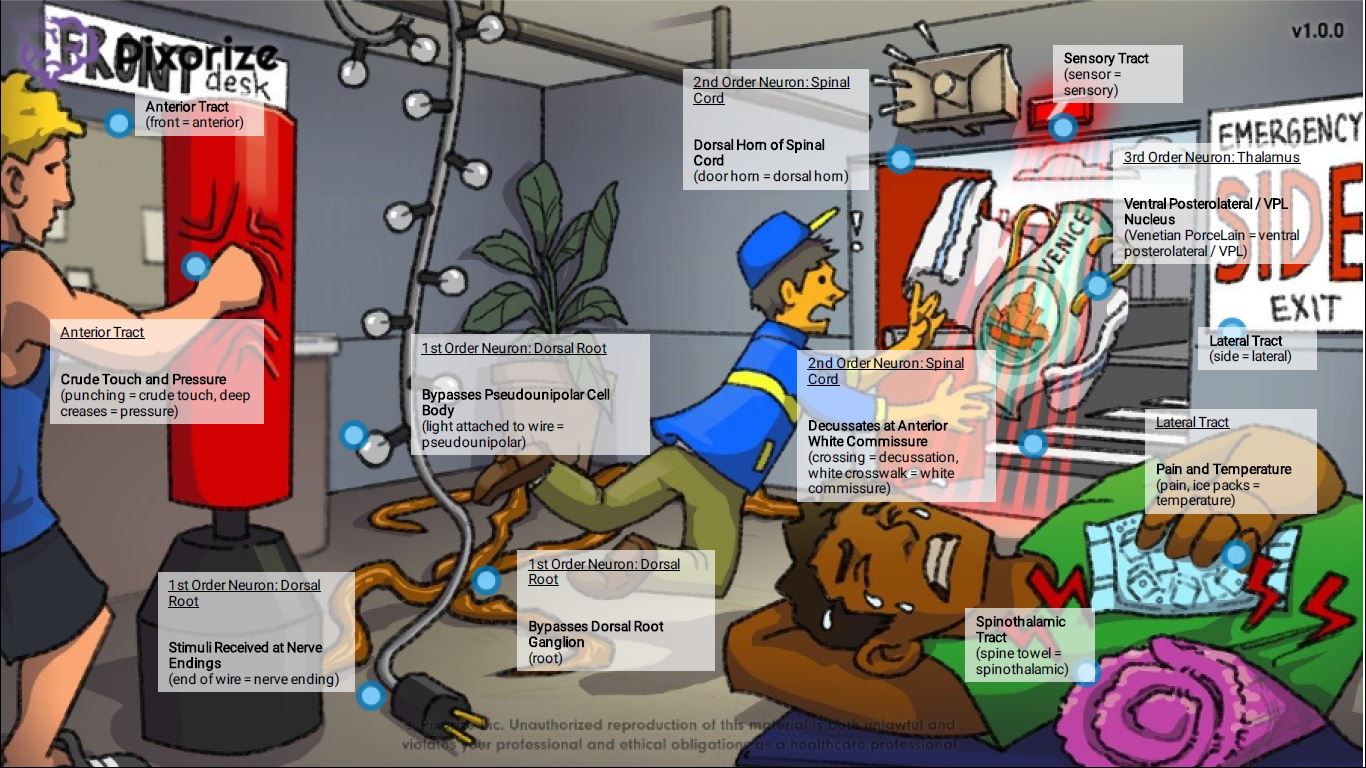 FRONT
desk
Pixorize
v1.0.0
Anterior Tract
(front = anterior)
2nd Order Neuron: Spinal
Cord
Dorsal Horn of Spinal
Cord
(door horn = dorsal horn)
Sensory Tract
(sensor =
sensory)
EMERGENCY
SIDE
EXIT
3rd Order Neuron: Thalamus
Ventral Posterolateral / VPL
Nucleus
(Venetian PorceLain = ventral
posterolateral / VPL)
VENICE
Anterior Tract
Crude Touch and Pressure
(punching = crude touch, deep
creases = pressure)
1st Order Neuron: Dorsal Root
Bypasses Pseudounipolar Cell
Body
(light attached to wire =
pseudounipolar)
2nd Order Neuron: Spinal
Cord
Decussates at Anterior
White Commissure
(crossing = decussation,
white crosswalk = white
commissure)
Lateral Tract
(side = lateral)
Lateral Tract
Pain and Temperature
(pain, ice packs =
temperature)
1st Order Neuron: Dorsal
Root
Stimuli Received at Nerve
Endings
(end of wire = nerve ending)
1st Order Neuron: Dorsal
Root
Bypasses Dorsal Root
Ganglion
(root)
Spinothalamic
Tract
(spine towel =
spinothalamic)
Inc. Unauthorized reproduction of this material is both unlawful and
violates your professional and ethical obligations as a healthcare professional